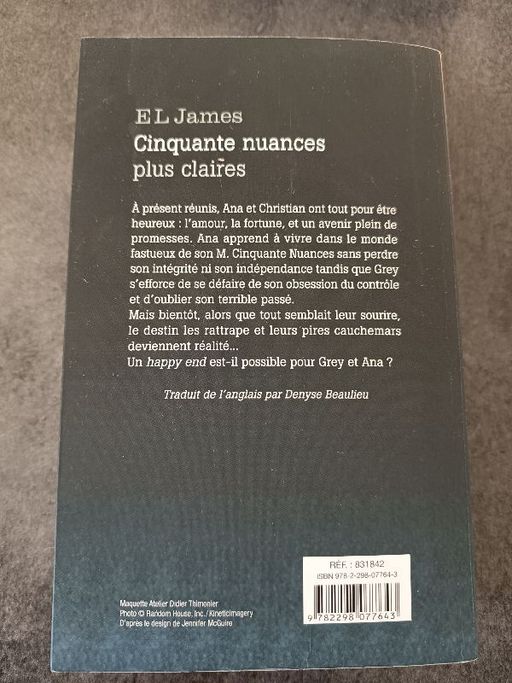 E L James
Cinquante nuances
plus claires
À présent réunis, Ana et Christian ont tout pour être
heureux : l'amour, la fortune, et un avenir plein de
promesses. Ana apprend à vivre dans le monde
fastueux de son M. Cinquante Nuances sans perdre
son intégrité ni son indépendance tandis que Grey
s'efforce de se défaire de son obsession du contrôle
et d'oublier son terrible passé.
Mais bientôt, alors que tout semblait leur sourire,
le destin les rattrape et leurs pires cauchemars
deviennent réalité...
Un happy end est-il possible pour Grey et Ana ?
Traduit de l'anglais par Denyse Beaulieu
RÉF. : 831842
ISBN 978-2-298-07764-3
9 782298 077643
Maquette Atelier Didier Thimonier
Photo © Random House, Inc. / Kineticimagery
D'après le design de Jennifer McGuire